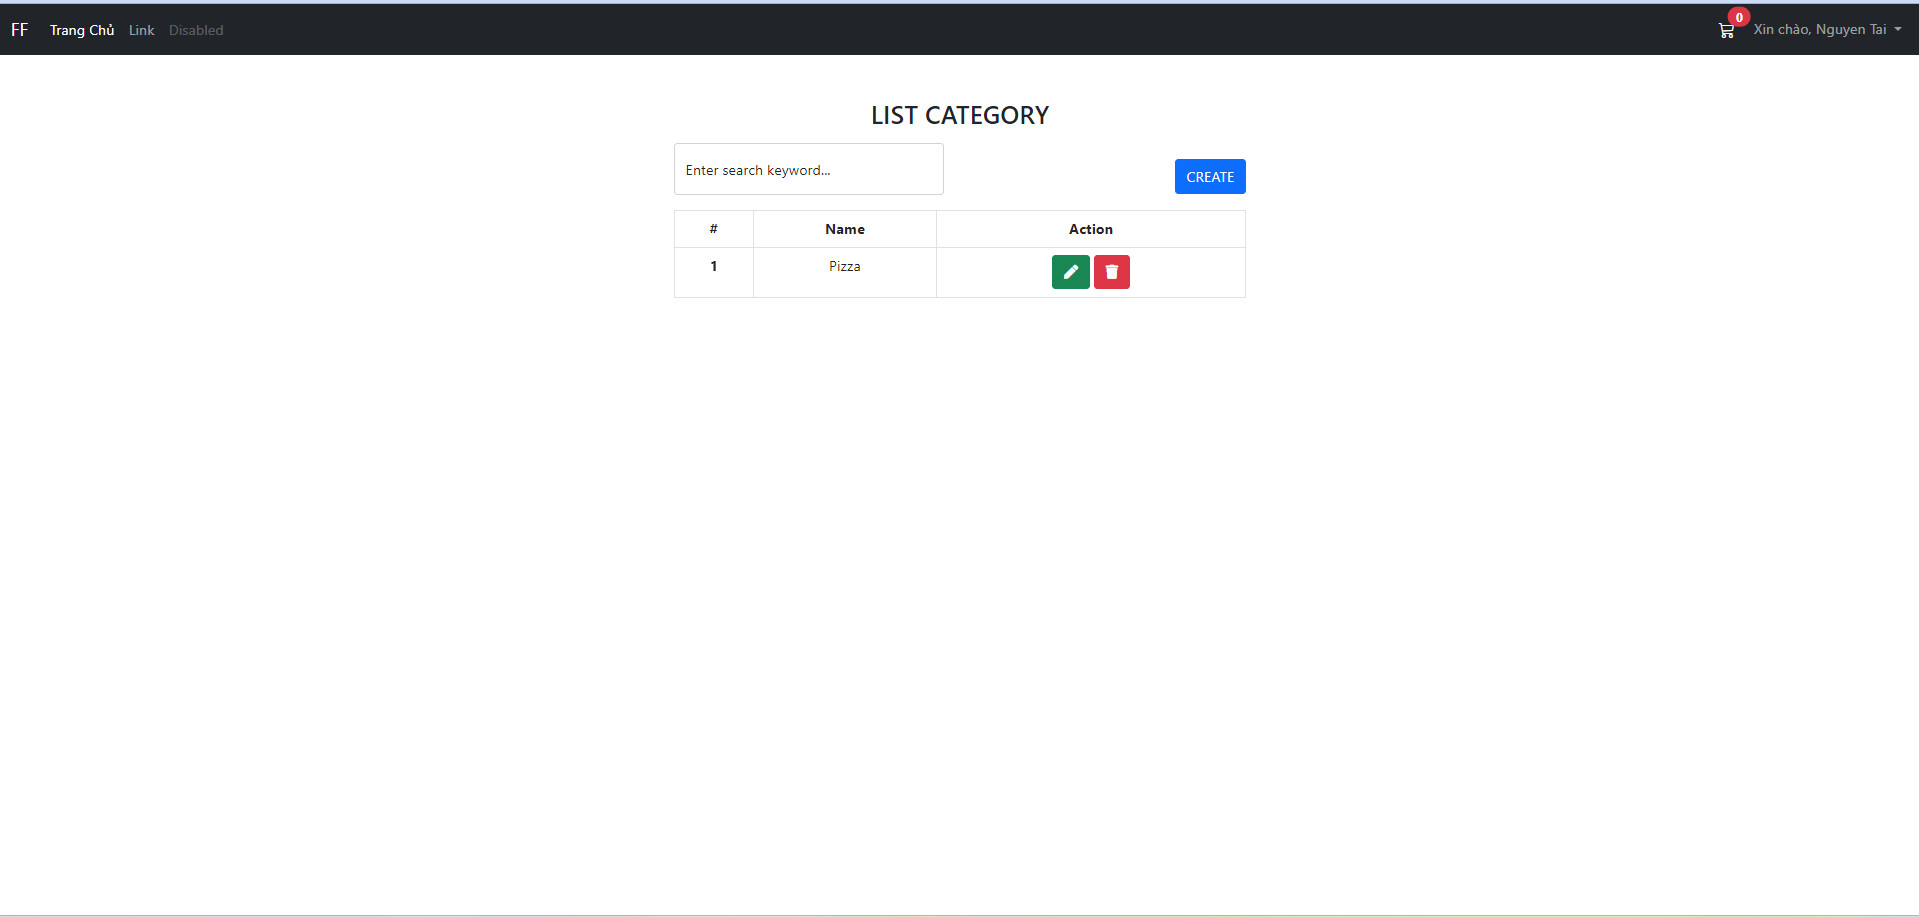 FF Trang Chủ Link Disabled 0 Xin chào, Nguyen Tai
LIST CATEGORY
Enter search keyword...
CREATE
# Name Action
1 Pizza